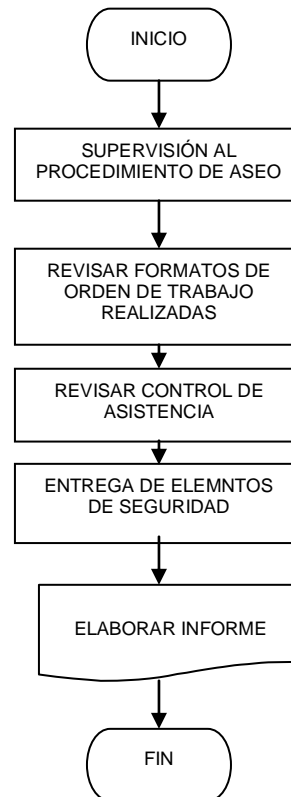 INICIO
SUPERVISIÓN AL
PROCEDIMIENTO DE ASEO
REVISAR FORMATOS DE
ORDEN DE TRABAJO
REALIZADAS
REVISAR CONTROL DE
ASISTENCIA
ENTREGA DE ELEMNTOS
DE SEGURIDAD
ELABORAR INFORME
FIN